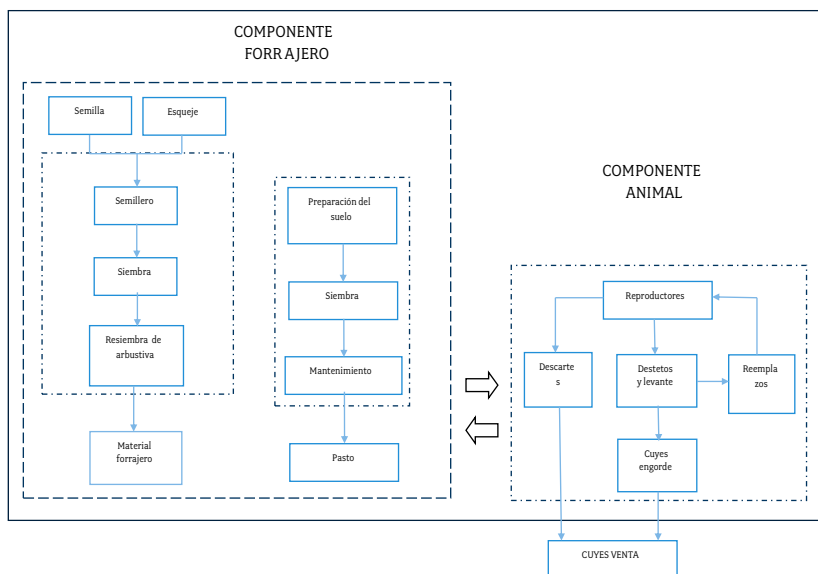 COMPONENTE
FORRAJERO
Semilla
Esqueje
Semillero
Siembra
Resiembra de
arbustiva
Material
forrajero
Preparación del
suelo
Siembra
Mantenimiento
Pasto
COMPONENTE
ANIMAL
Reproductores
Descarte
s
Destetos
y levante
Reempla
zos
Cuyes
engorde
CUYES VENTA